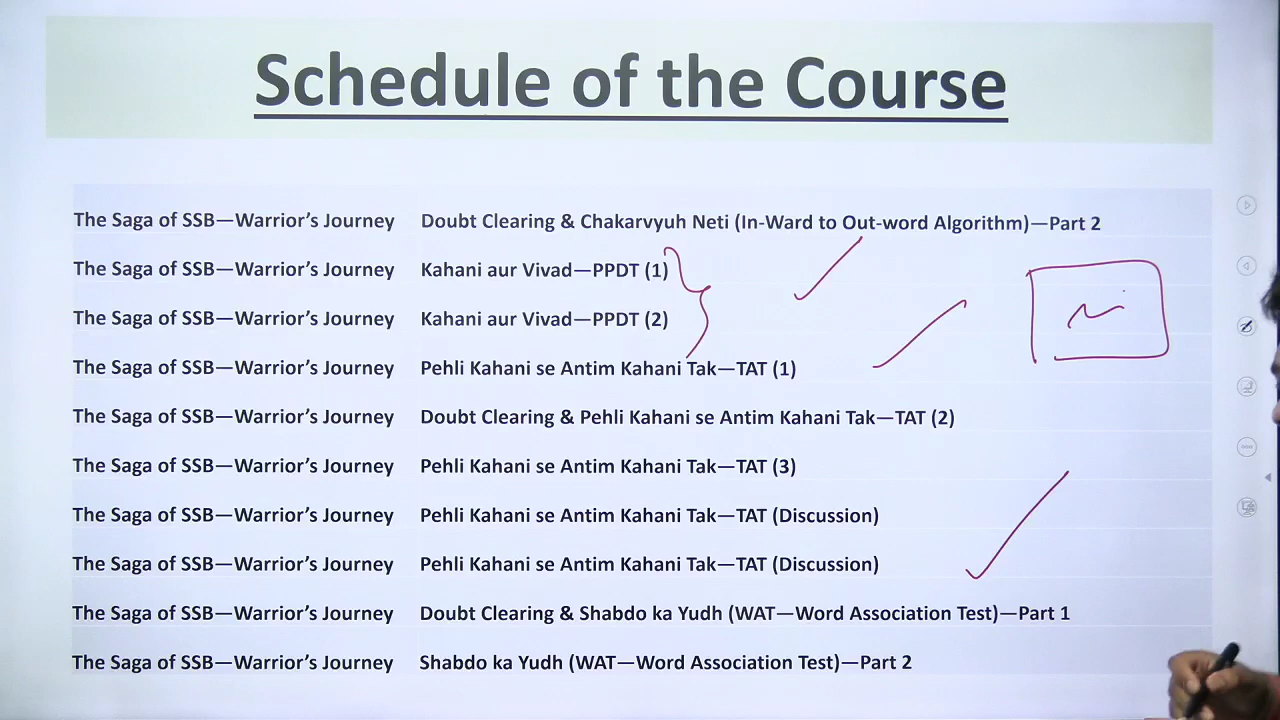 Schedule of the Course
The Saga of SSB—Warrior's Journey Doubt Clearing & Chakarvyuh Neti (In-Ward to Out-word Algorithm)—Part 2
The Saga of SSB—Warrior's Journey Kahani aur Vivad—PPDT (1)
The Saga of SSB—Warrior's Journey Kahani aur Vivad—PPDT (2)
The Saga of SSB—Warrior's Journey Pehli Kahani se Antim Kahani Tak—TAT (1)
The Saga of SSB—Warrior's Journey Doubt Clearing & Pehli Kahani se Antim Kahani Tak—TAT (2)
The Saga of SSB—Warrior's Journey Pehli Kahani se Antim Kahani Tak—TAT (3)
The Saga of SSB—Warrior's Journey Pehli Kahani se Antim Kahani Tak—TAT (Discussion)
The Saga of SSB—Warrior's Journey Pehli Kahani se Antim Kahani Tak—TAT (Discussion)
The Saga of SSB—Warrior's Journey Doubt Clearing & Shabdo ka Yudh (WAT—Word Association Test)—Part 1
The Saga of SSB—Warrior's Journey Shabdo ka Yudh (WAT—Word Association Test)—Part 2